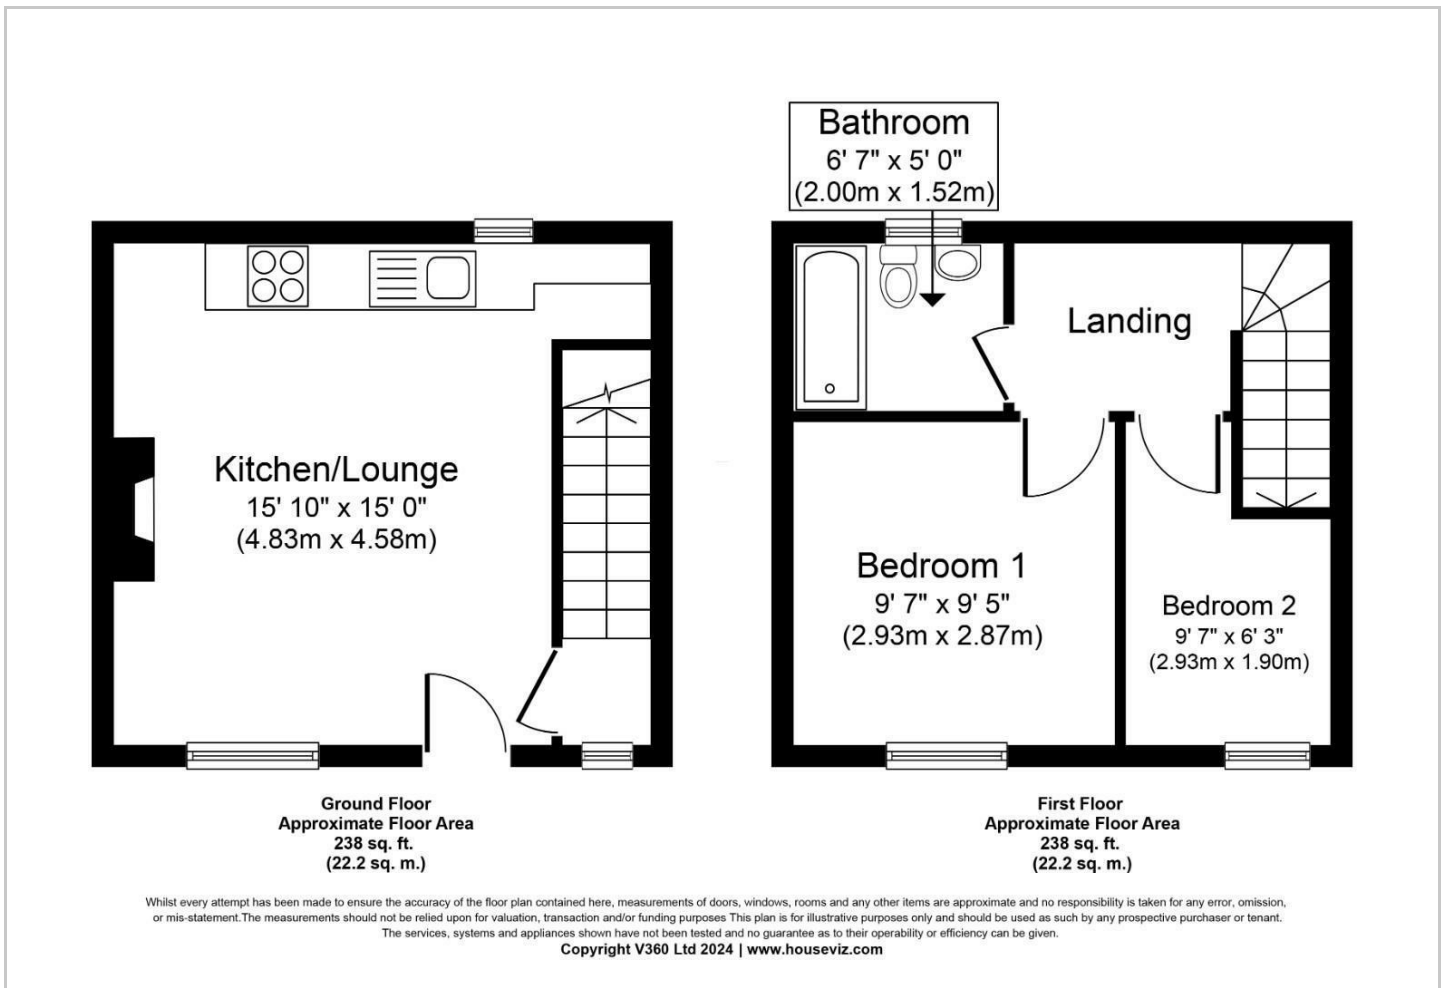 Bathroom
6' 7" x 5' 0"
(2.00m x 1.52m)
Landing
Kitchen/Lounge
15' 10" x 15' 0"
(4.83m x 4.58m)
Bedroom 1
9' 7" x 9' 5"
(2.93m x 2.87m)
Bedroom 2
9' 7" x 6' 3"
(2.93m x 1.90m)
Ground Floor
Approximate Floor Area
238 sq. ft.
(22.2 sq. m.)
First Floor
Approximate Floor Area
238 sq. ft.
(22.2 sq. m.)
Whilst every attempt has been made to ensure the accuracy of the floor plan contained here, measurements of doors, windows, rooms and any other items are approximate and no responsibility is taken for any error, omission,
or mis-statement.The measurements should not be relied upon for valuation, transaction and/or funding purposes This plan is for illustrative purposes only and should be used as such by any prospective purchaser or tenant.
The services, systems and appliances shown have not been tested and no guarantee as to their operability or efficiency can be given.
Copyright V360 Ltd 2024 | www.houseviz.com